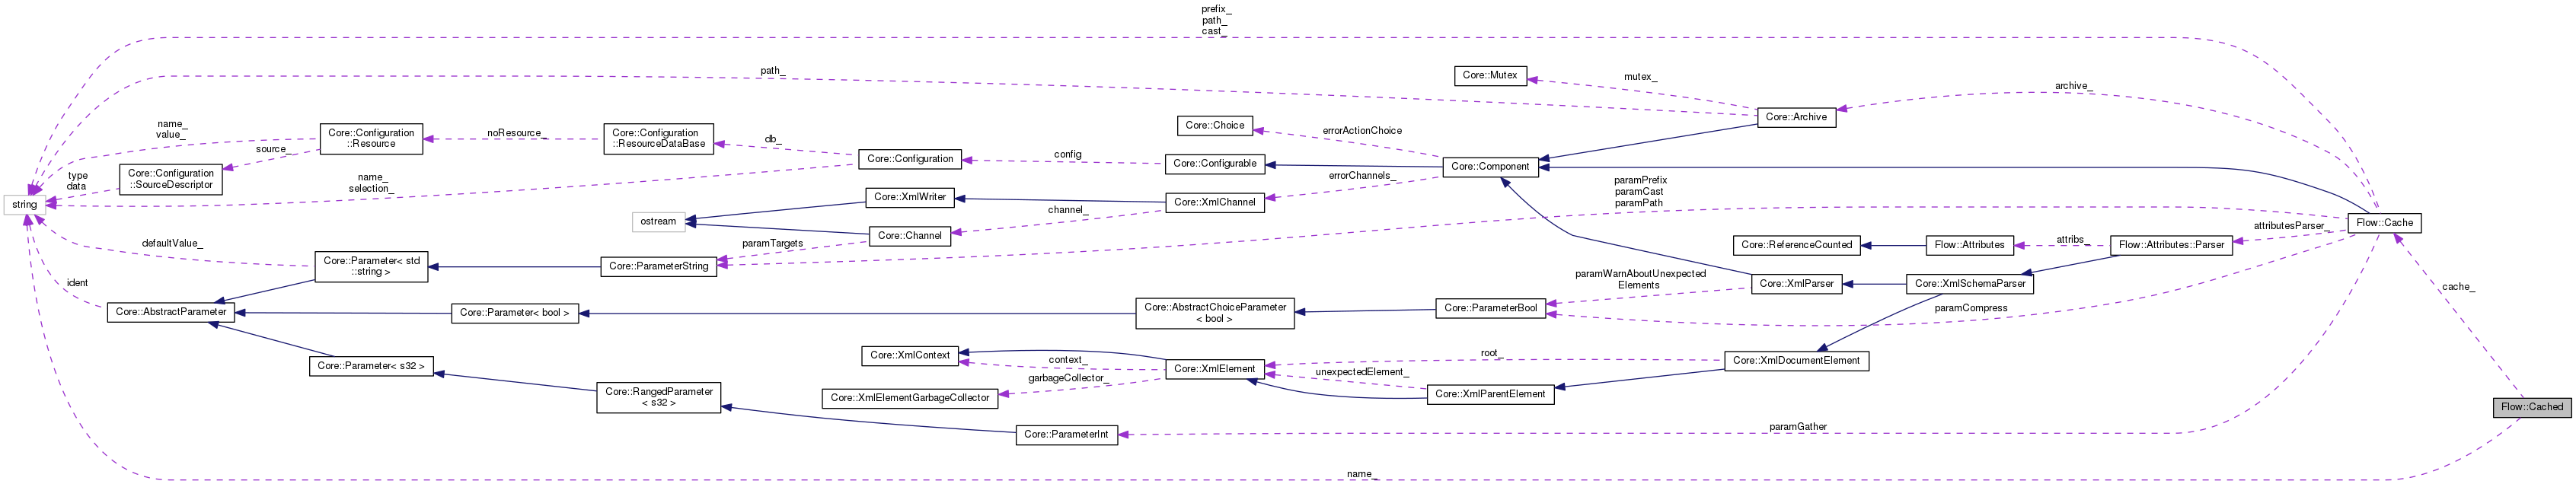 prefix_
path_
cast_
path_
Core::Mutex
mutex_
archive_
Core::Archive
name_
value_
Core::Configuration
::Resource
noResource_
Core::Configuration
::ResourceDataBase
db_
Core::Choice
errorActionChoice
source_
Core::Configuration
config
Core::Configurable
Core::Component
type
data
Core::Configuration
::SourceDescriptor
name_
selection_
errorChannels_
paramPrefix
paramCast
paramPath
string
Core::XmlWriter
Core::XmlChannel
ostream
channel_
Flow::Cache
attributesParser_
Core::Channel
paramTargets
Core::ReferenceCounted
Flow::Attributes
attribs_
Flow::Attributes::Parser
defaultValue_
Core::Parameter< std
::string >
Core::ParameterString
ident
paramWarnAboutUnexpected
Elements
Core::XmlParser
Core::XmlSchemaParser
cache_
Core::AbstractParameter
Core::Parameter< bool >
Core::AbstractChoiceParameter
< bool >
Core::ParameterBool
paramCompress
Core::Parameter< s32 >
Core::XmlContext
context_
Core::XmlElement
root_
Core::XmlDocumentElement
garbageCollector_
unexpectedElement_
Core::RangedParameter
< s32 >
Core::XmlElementGarbageCollector
Core::XmlParentElement
Flow::Cached
Core::ParameterInt
paramGather
name_